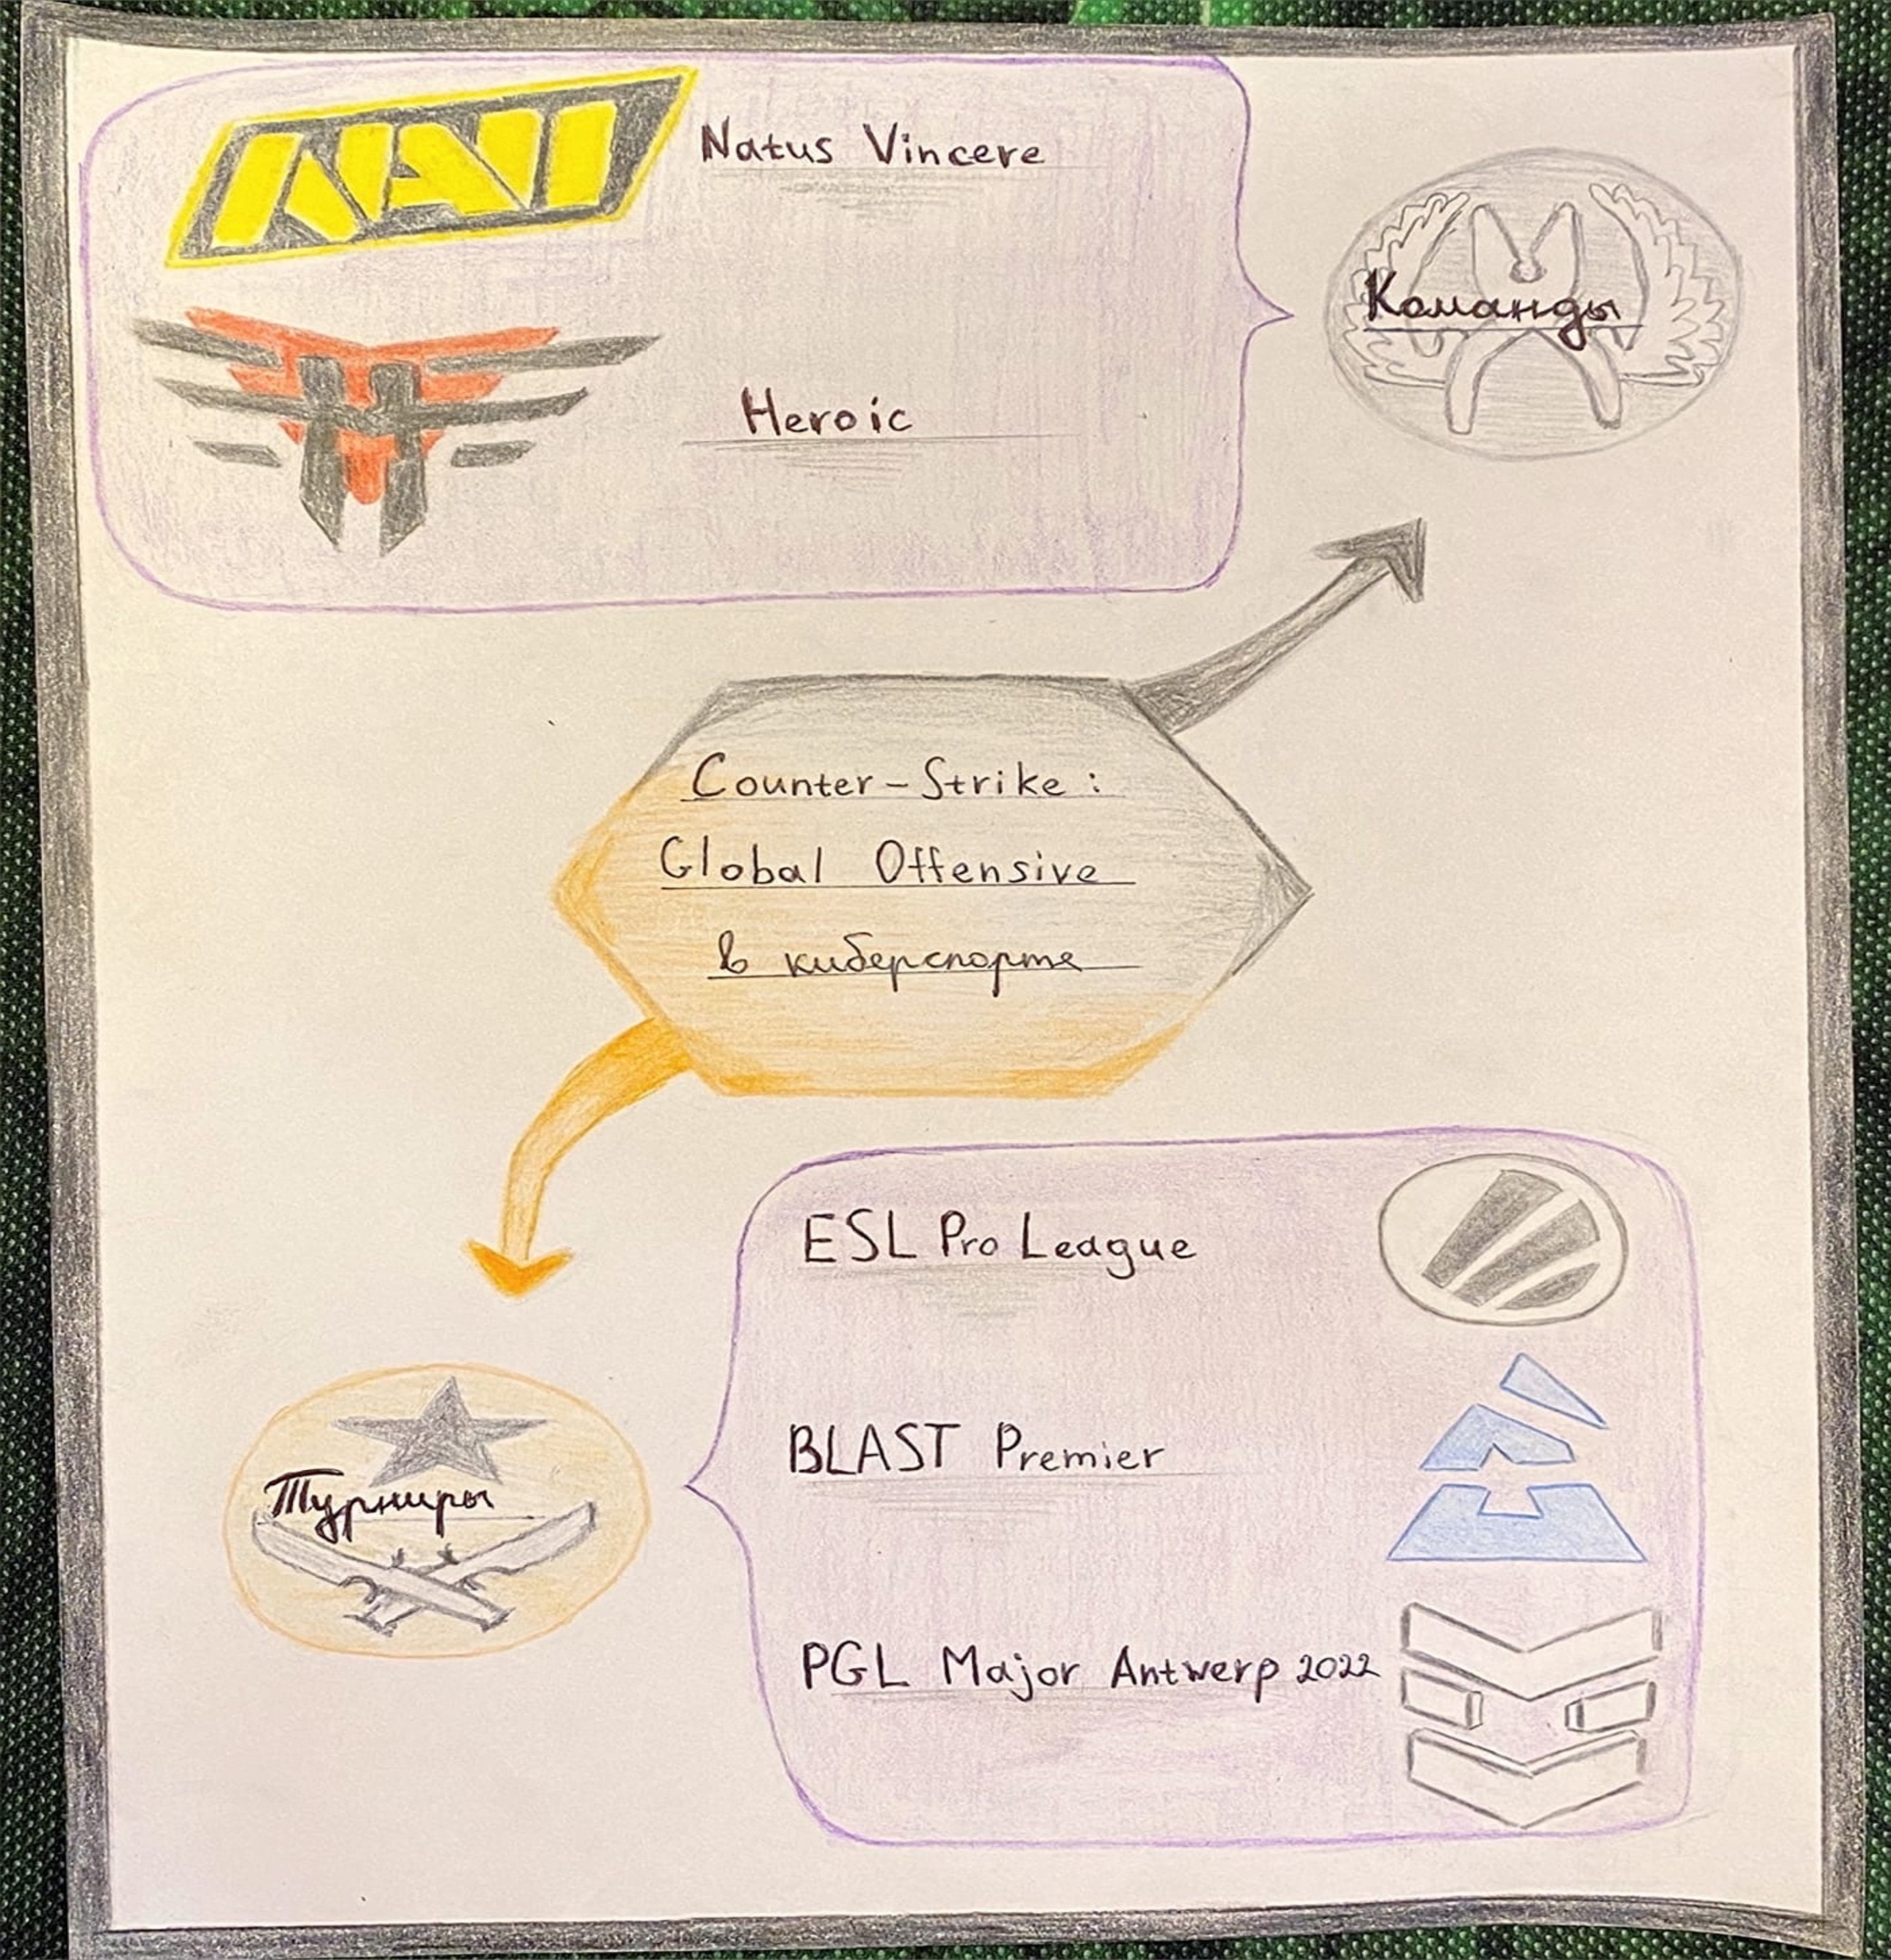 NAVI
Natus Vincere
Heroic
Команды
Counter-Strike:
Global Offensive
в киберспорте
ESL Pro League
BLAST Premier
PGL Major Antwerp 2022
Турниры